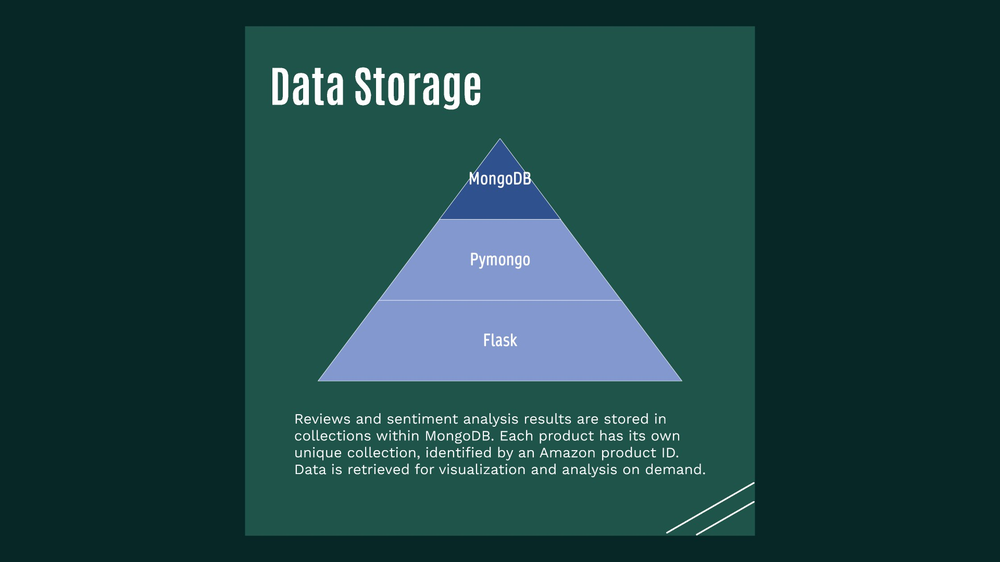 Data Storage
MongoDB
Pymongo
Flask
Reviews and sentiment analysis results are stored in
collections within MongoDB. Each product has its own
unique collection, identified by an Amazon product ID.
Data is retrieved for visualization and analysis on demand.